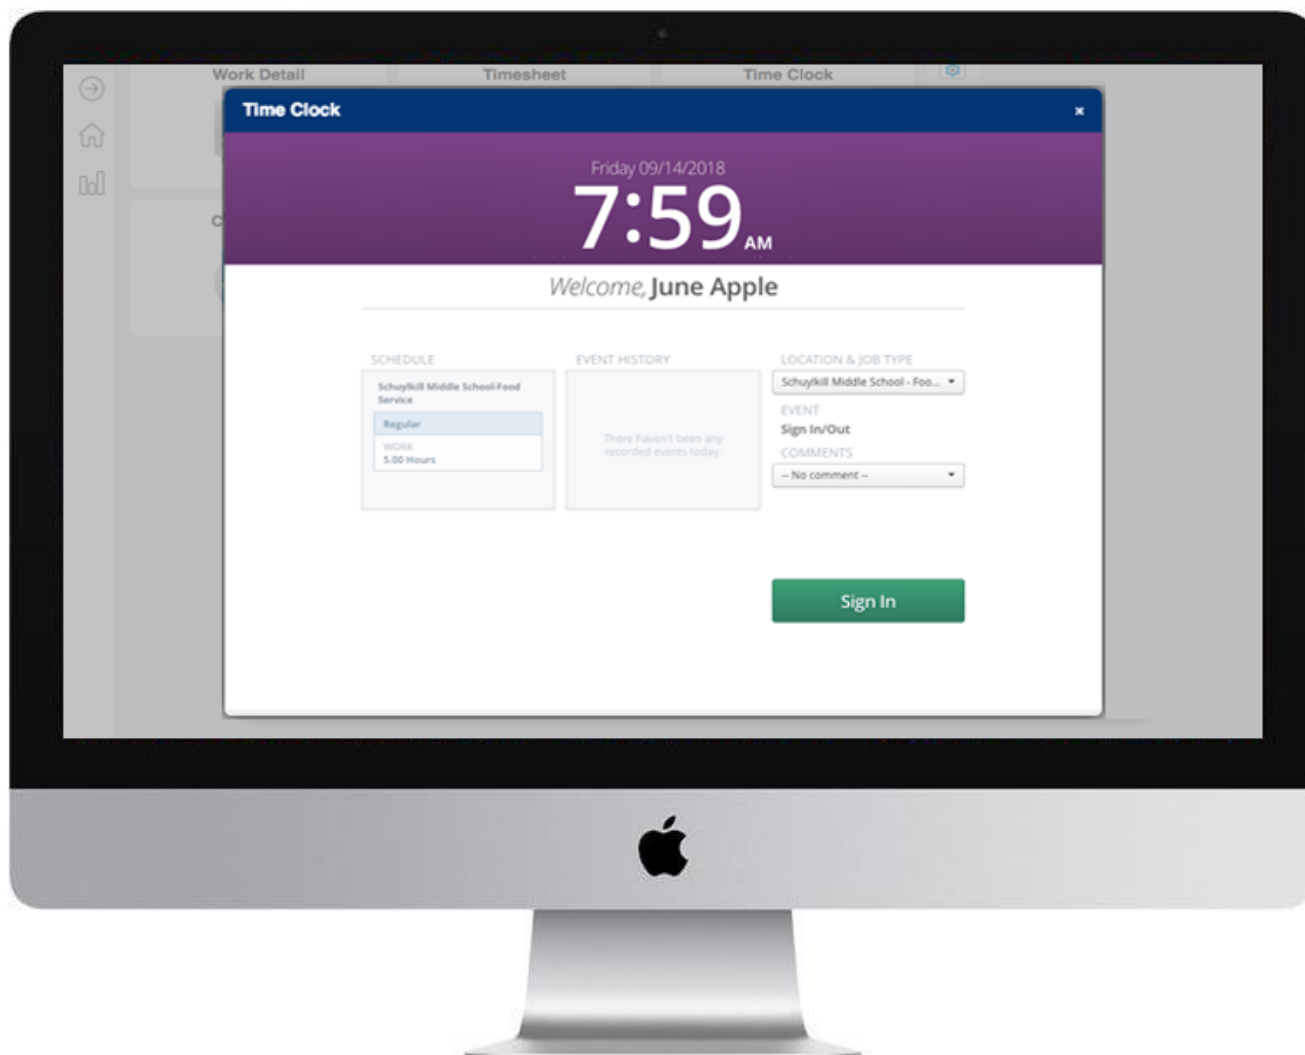 Work Detail
Timesheet
Time Clock
Time Clock
×
Friday 09/14/2018
7:59 AM
Welcome, June Apple
SCHEDULE
Schuylkill Middle School-Food
Service
Regular
WORK
5.00 Hours
EVENT HISTORY
There haven't been any
recorded events today.
LOCATION & JOB TYPE
Schuylkill Middle School - Foo...
EVENT
Sign In/Out
COMMENTS
-- No comment --
Sign In